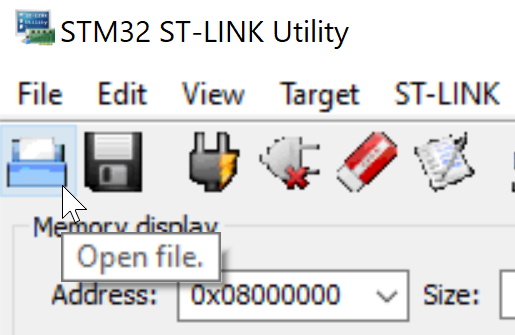 STM32 ST-LINK Utility
File Edit View Target ST-LINK
Memory display
Open file.
Address: 0x08000000 Size: